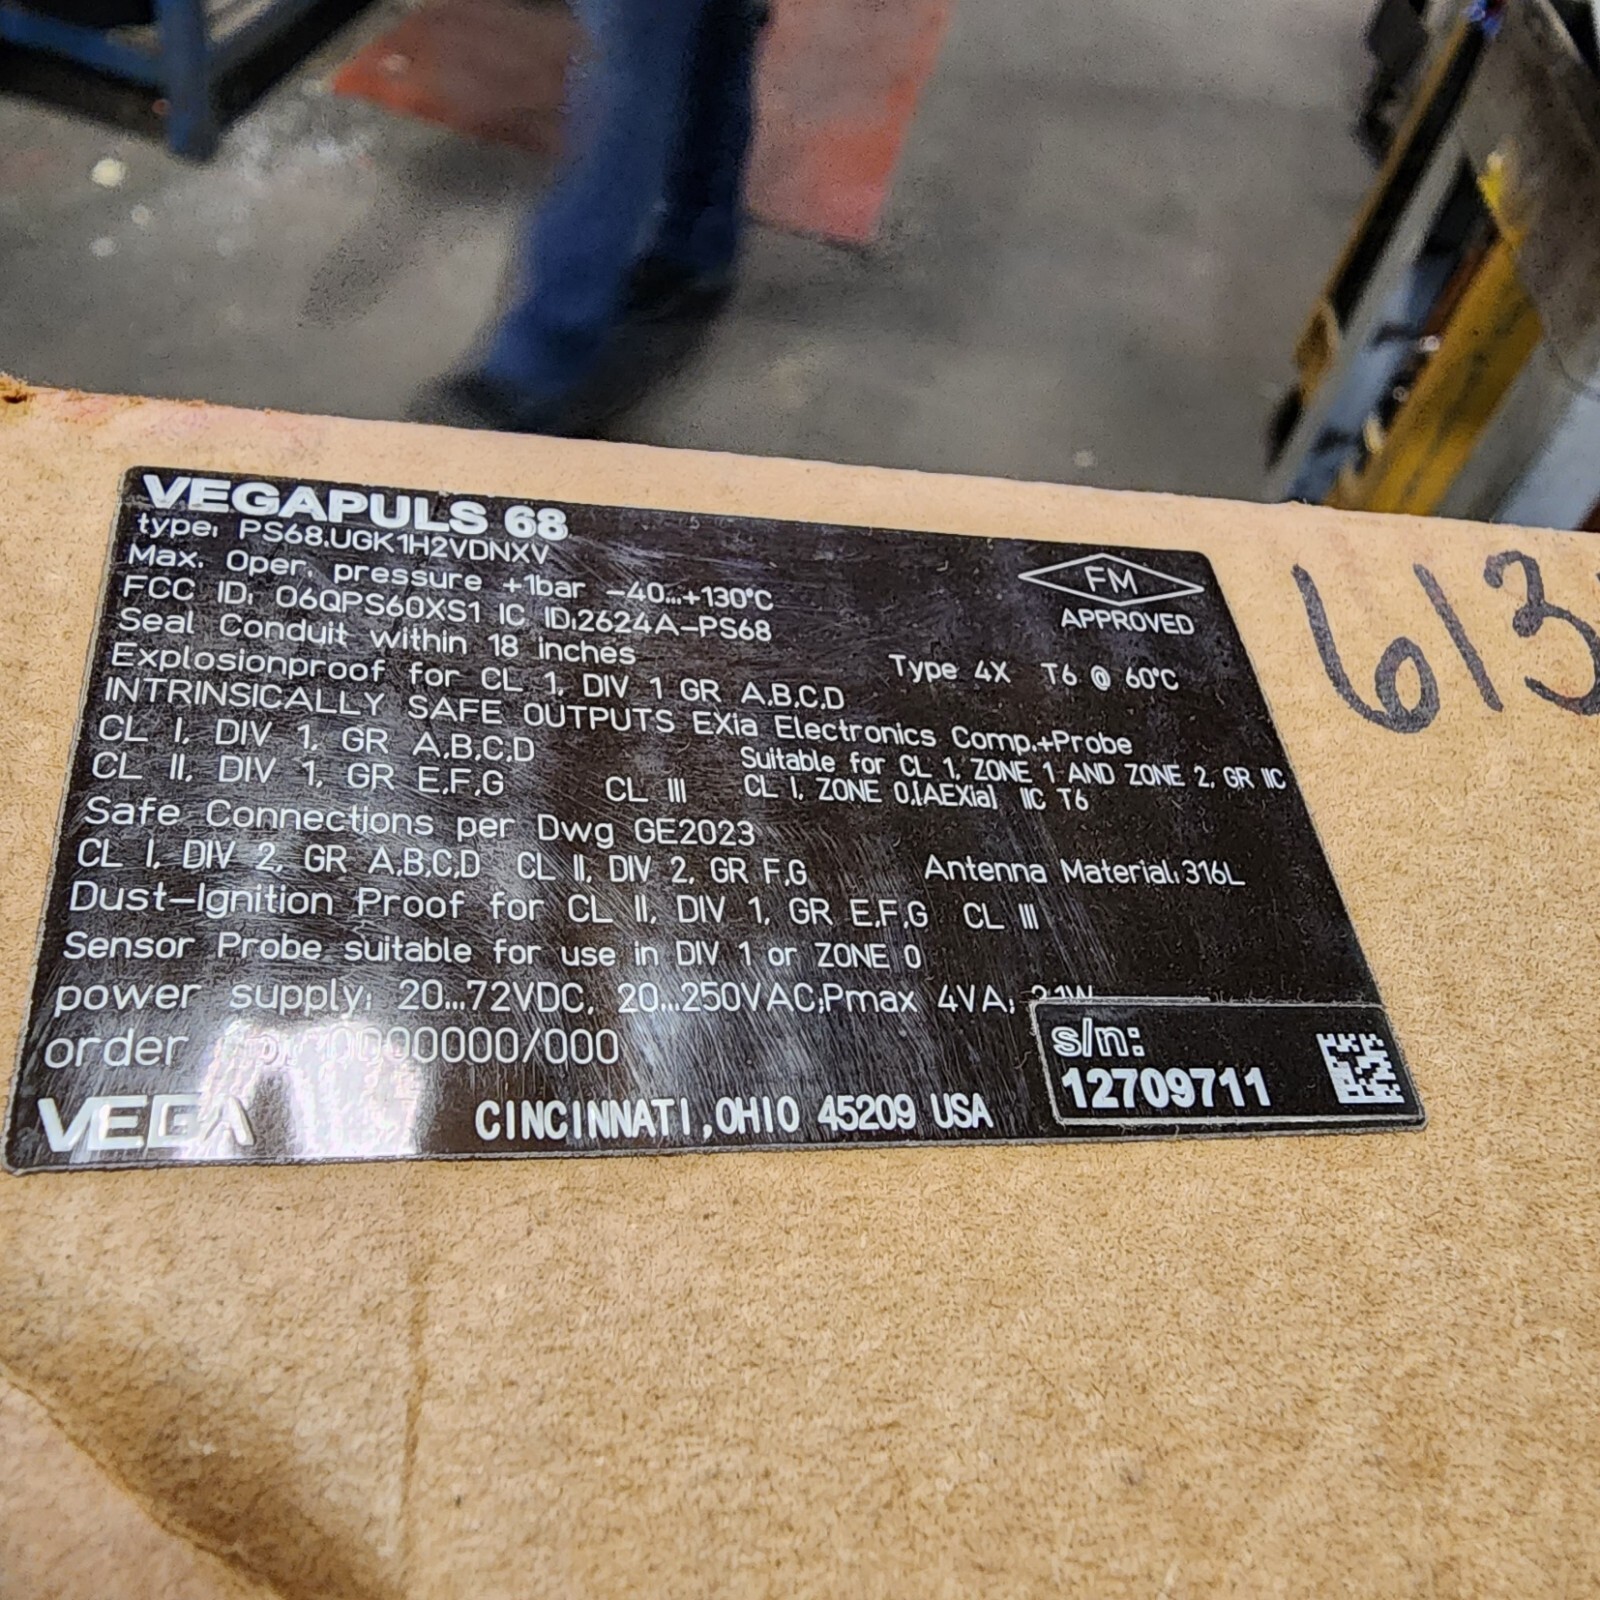 VEGAPULS 68
type: PS68.UGK1H2VDNXV
Max. Oper. pressure +1bar -40...+130°C
FCC ID: O6QPS60XS1 IC ID:2624A-PS68
FM
APPROVED
Seal Conduit within 18 inches
Type 4X T6 @ 60°C
Explosionproof for CL 1, DIV 1 GR A,B,C,D
INTRINSICALLY SAFE OUTPUTS EXia Electronics Comp.+Probe
CL I, DIV 1, GR A,B,C,D
Suitable for CL 1, ZONE 1 AND ZONE 2, GR IIC
CL II, DIV 1, GR E,F,G CL III
CL I, ZONE 0,[AEXia] IIC T6
Safe Connections per Dwg GE2023
CL I, DIV 2, GR A,B,C,D CL II, DIV 2, GR F,G
Antenna Material: 316L
Dust-Ignition Proof for CL II, DIV 1, GR E,F,G CL III
Sensor Probe suitable for use in DIV 1 or ZONE 0
power supply: 20...72VDC, 20...250VAC;Pmax 4VA;
order 0000000/000
s/n:
12709711
VEGA
CINCINNATI,OHIO 45209 USA
613